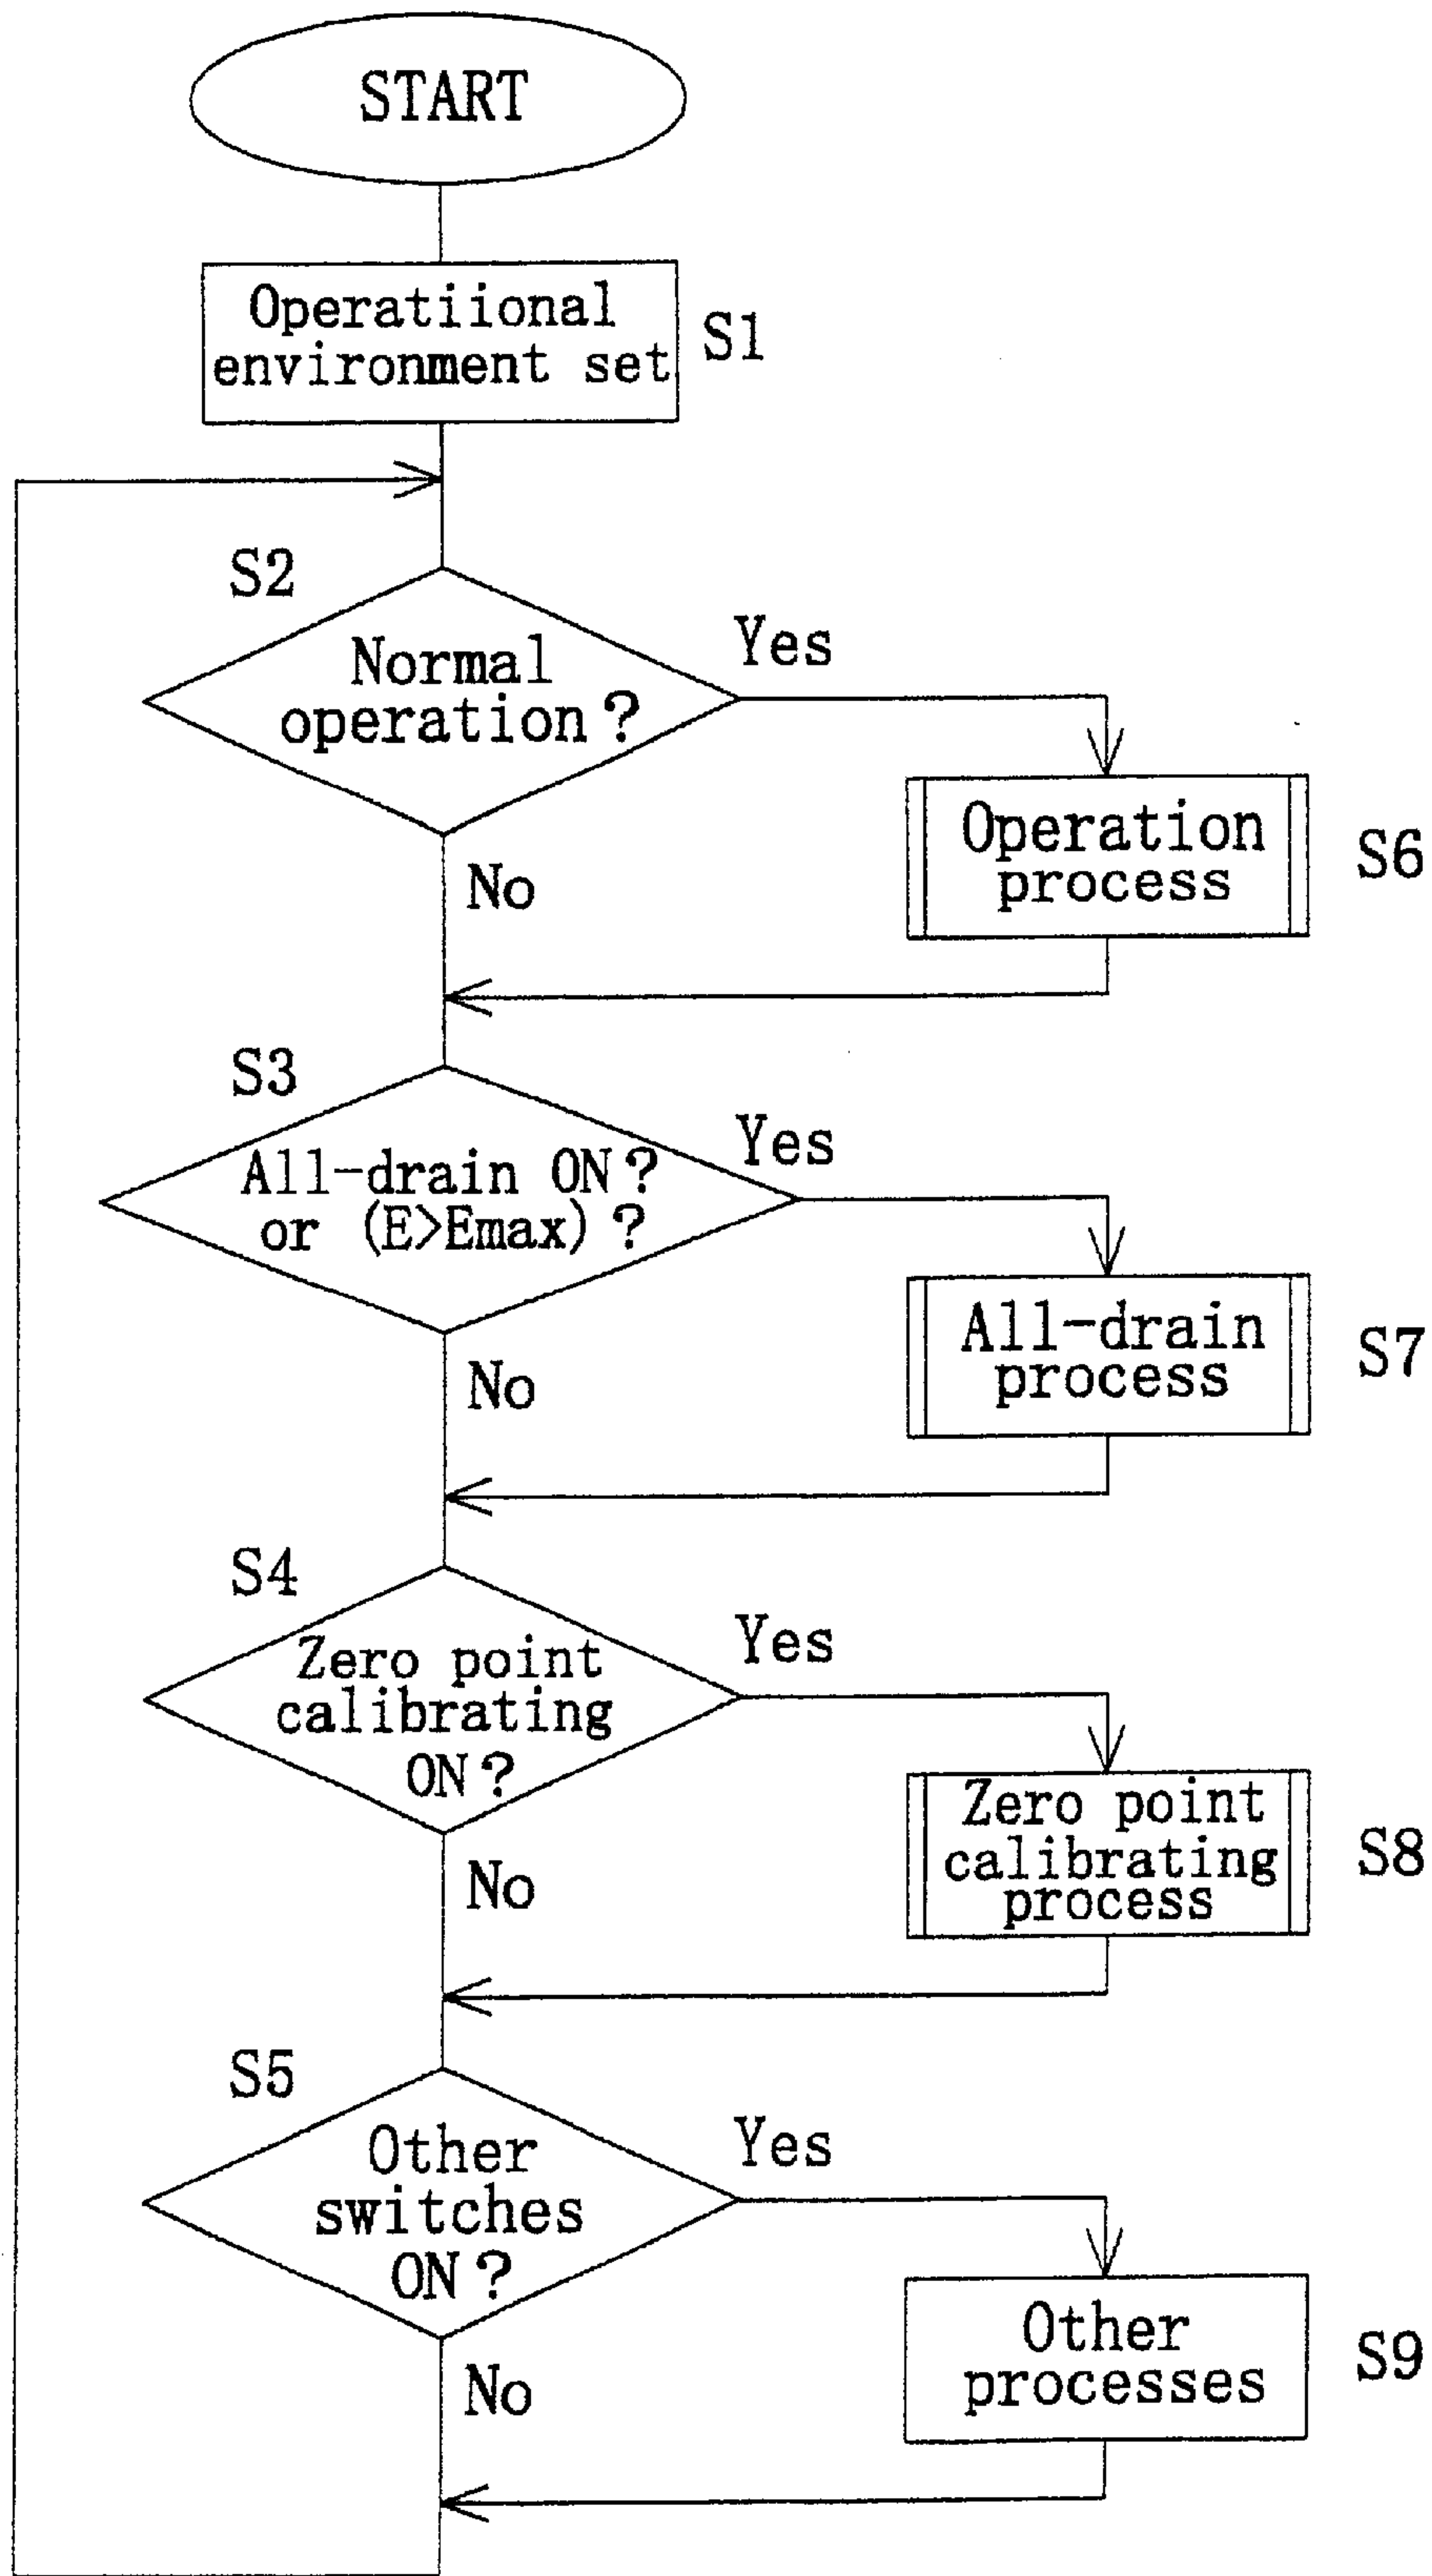 START
Operatiional
environment set
S1
S2
Normal
operation?
Yes
No
Operation
process
S6
S3
All-drain ON?
or (E>Emax)?
Yes
No
All-drain
process
S7
S4
Zero point
calibrating
ON?
Yes
No
Zero point
calibrating
process
S8
S5
Other
switches
ON?
Yes
No
Other
processes
S9